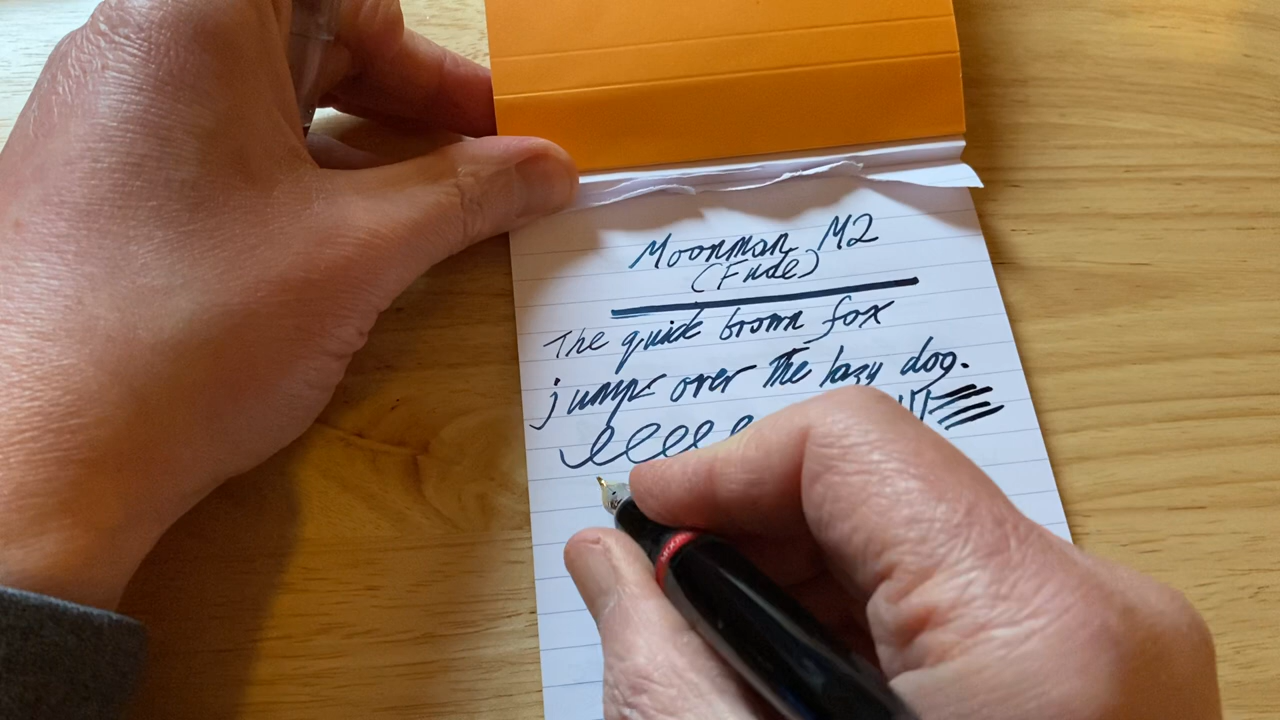 Moonman M2
(Fude)
The quick brown fox
jumps over the lazy dog.